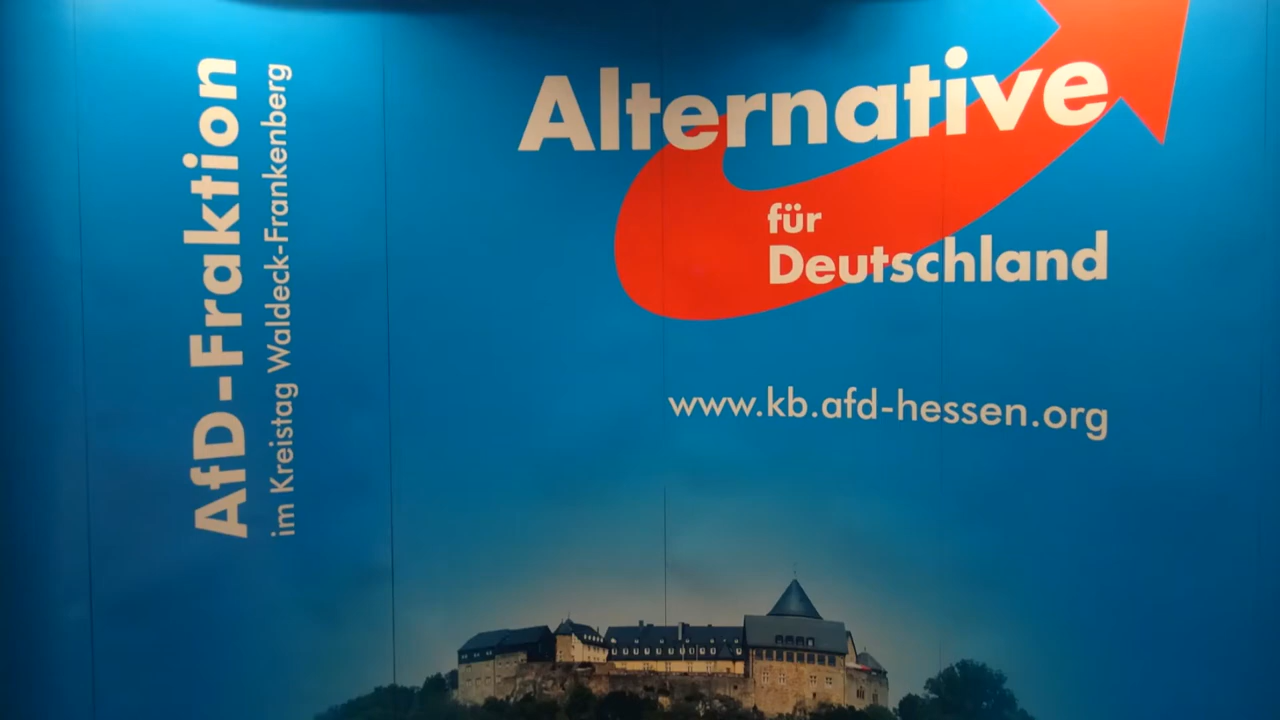 AfD-Fraktion
im Kreistag Waldeck-Frankenberg
Alternative
für
Deutschland
www.kb.afd-hessen.org